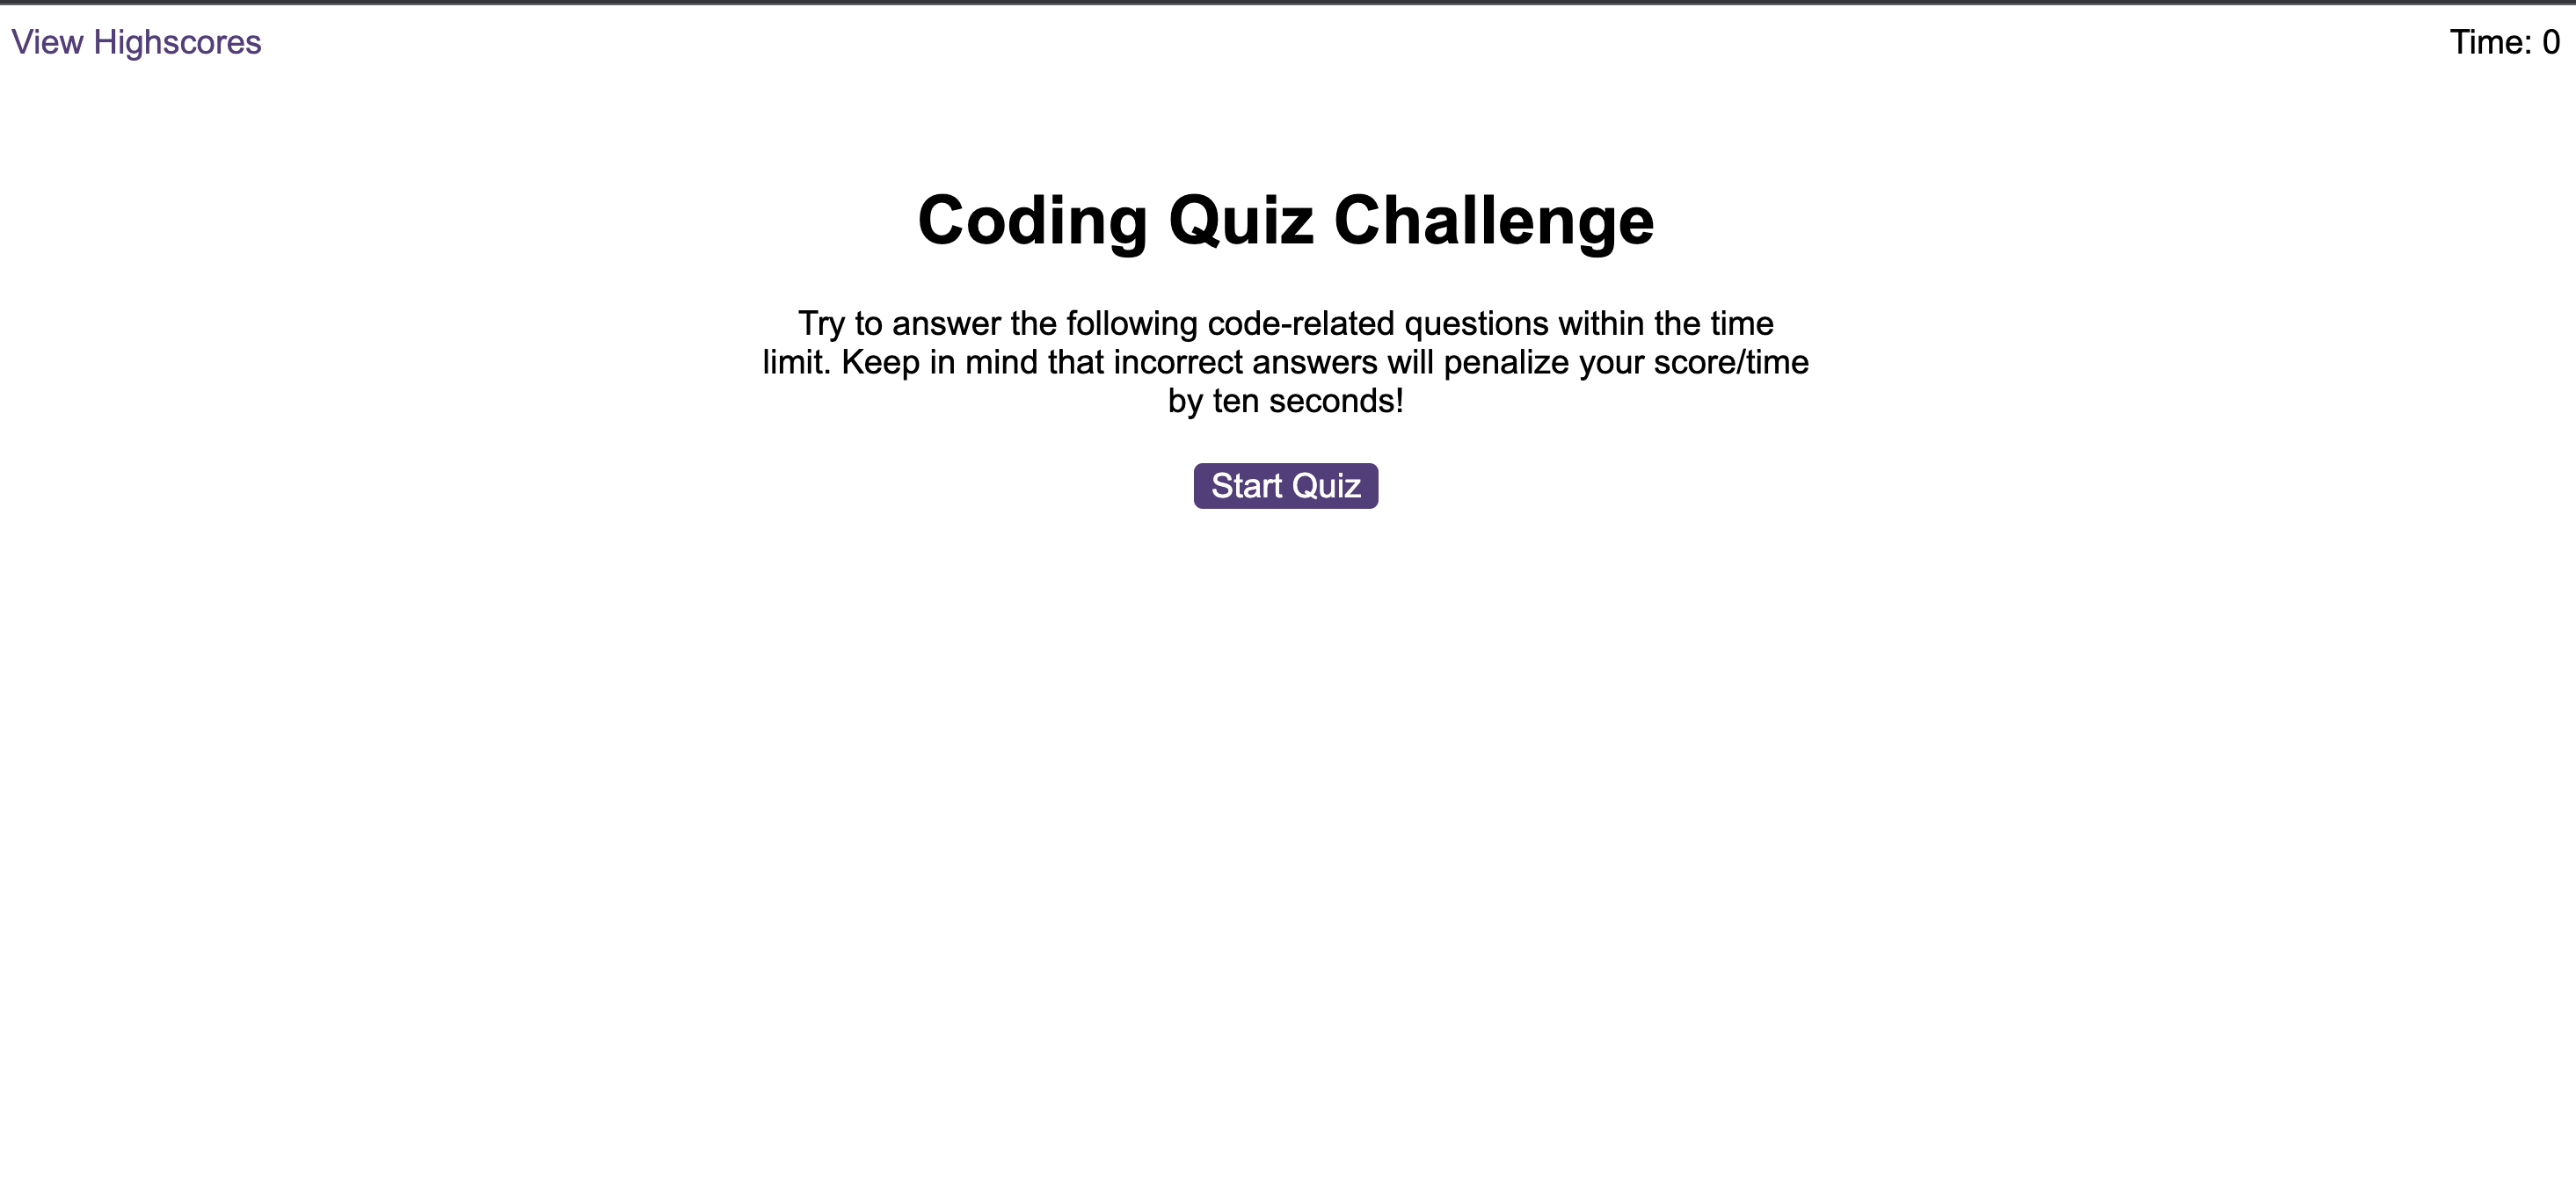 View Highscores
Time: 0
Coding Quiz Challenge
Try to answer the following code-related questions within the time
limit. Keep in mind that incorrect answers will penalize your score/time
by ten seconds!
Start Quiz